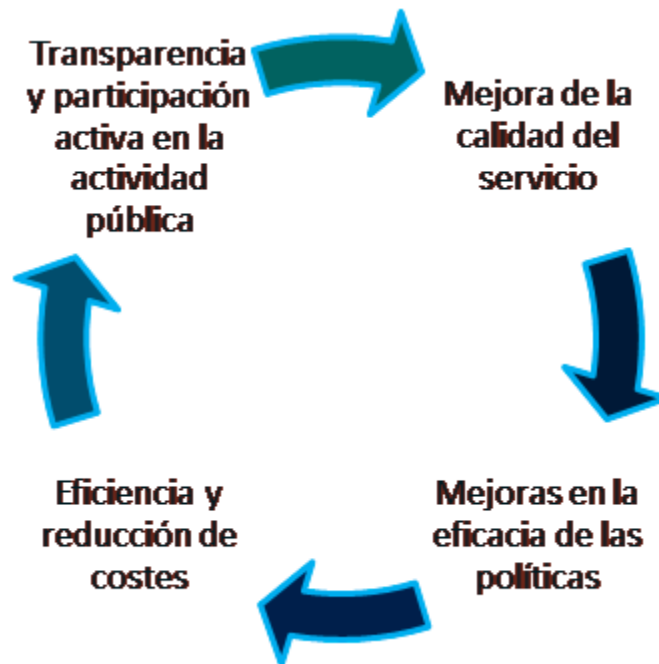 Transparencia
y participación
activa en la
actividad
pública
Mejora de la
calidad del
servicio
Mejoras en la
eficacia de las
políticas
Eficiencia y
reducción de
costes